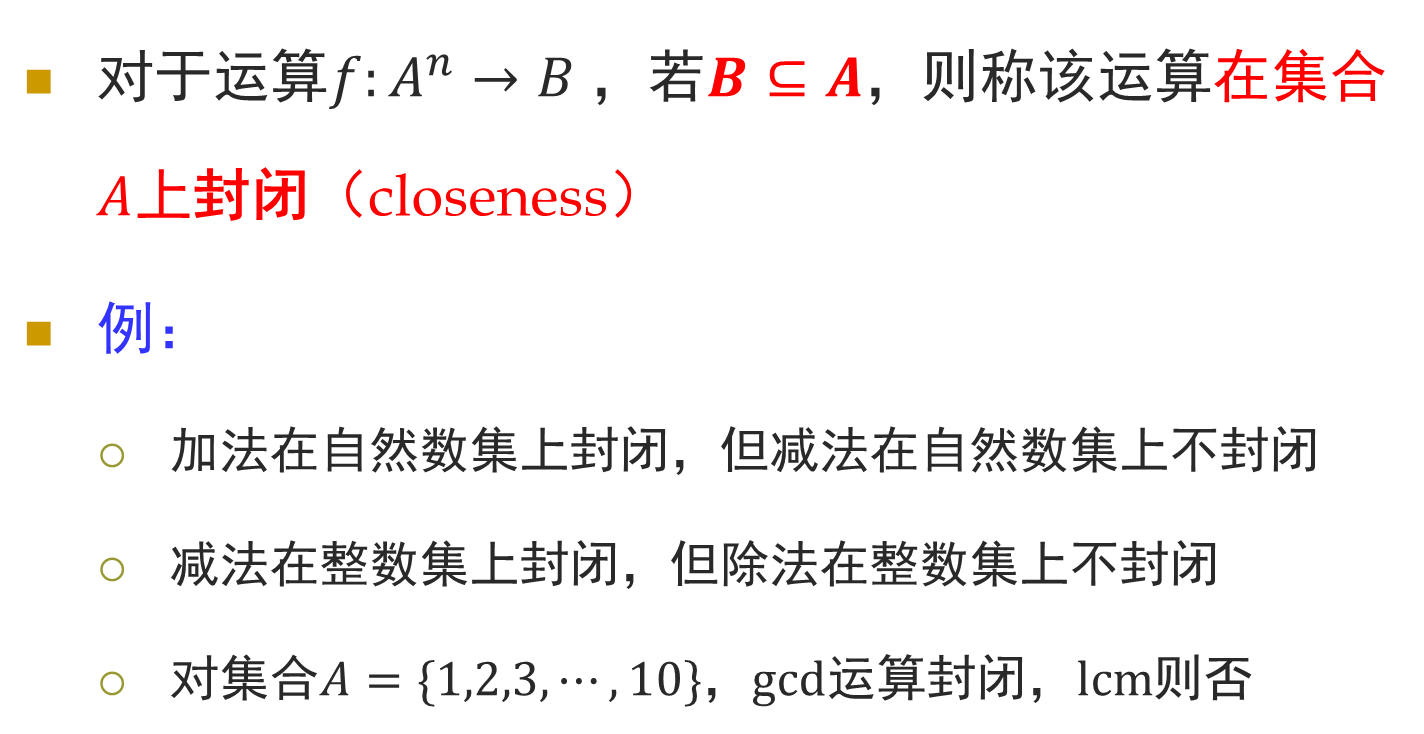 对于运算f: Aⁿ → B ，若B ⊆ A，则称该运算在集合
A上封闭（closeness）
例：
加法在自然数集上封闭，但减法在自然数集上不封闭
减法在整数集上封闭，但除法在整数集上不封闭
对集合A = {1,2,3, ⋯ , 10}，gcd运算封闭，lcm则否